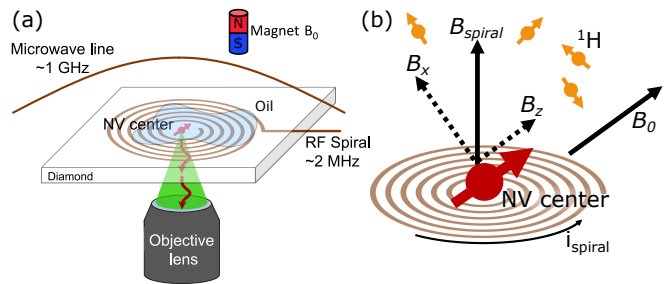 (a)
N
S
Magnet B0
Microwave line
~1 GHz
Oil
NV center
RF Spiral
~2 MHz
Diamond
Objective
lens
(b)
Bspiral
1H
Bx
Bz
B0
NV center
ispiral